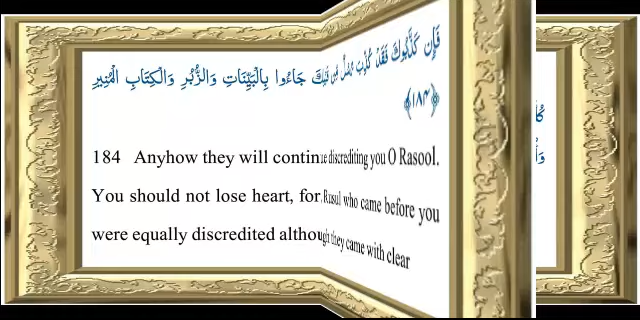 فَإِن كَذَّبُوكَ فَقَدْ كُذِّبَ رُسُلٌ مِّن قَبْلِكَ جَاءُوا بِالْبَيِّنَاتِ وَالزُّبُرِ وَالْكِتَابِ الْمُنِيرِ
﴿١٨۴﴾
184 Anyhow they will continue discrediting you O Rasool.
You should not lose heart, for Rusul who came before you
were equally discredited although they came with clear